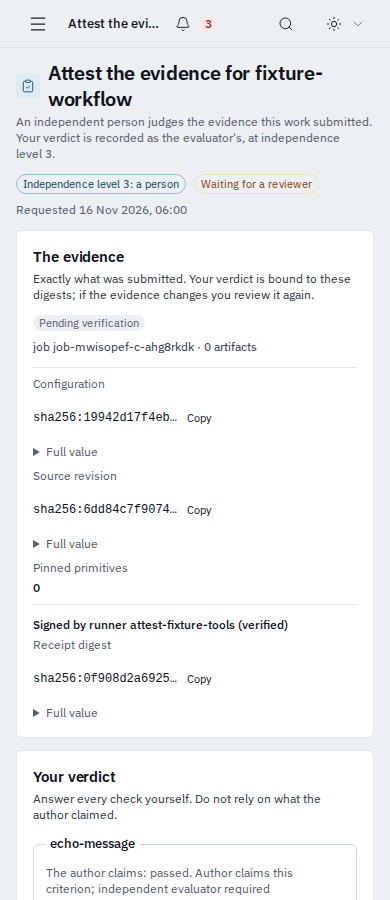 Attest the evi...
3
Attest the evidence for fixture-
workflow
An independent person judges the evidence this work submitted.
Your verdict is recorded as the evaluator's, at independence
level 3.
Independence level 3: a person
Waiting for a reviewer
Requested 16 Nov 2026, 06:00
The evidence
Exactly what was submitted. Your verdict is bound to these
digests; if the evidence changes you review it again.
Pending verification
job job-mwisopef-c-ahg8rkdk · 0 artifacts
Configuration
sha256:19942d17f4eb… Copy
Full value
Source revision
sha256:6dd84c7f9074… Copy
Full value
Pinned primitives
0
Signed by runner attest-fixture-tools (verified)
Receipt digest
sha256:0f908d2a6925… Copy
Full value
Your verdict
Answer every check yourself. Do not rely on what the
author claimed.
echo-message
The author claims: passed. Author claims this
criterion; independent evaluator required